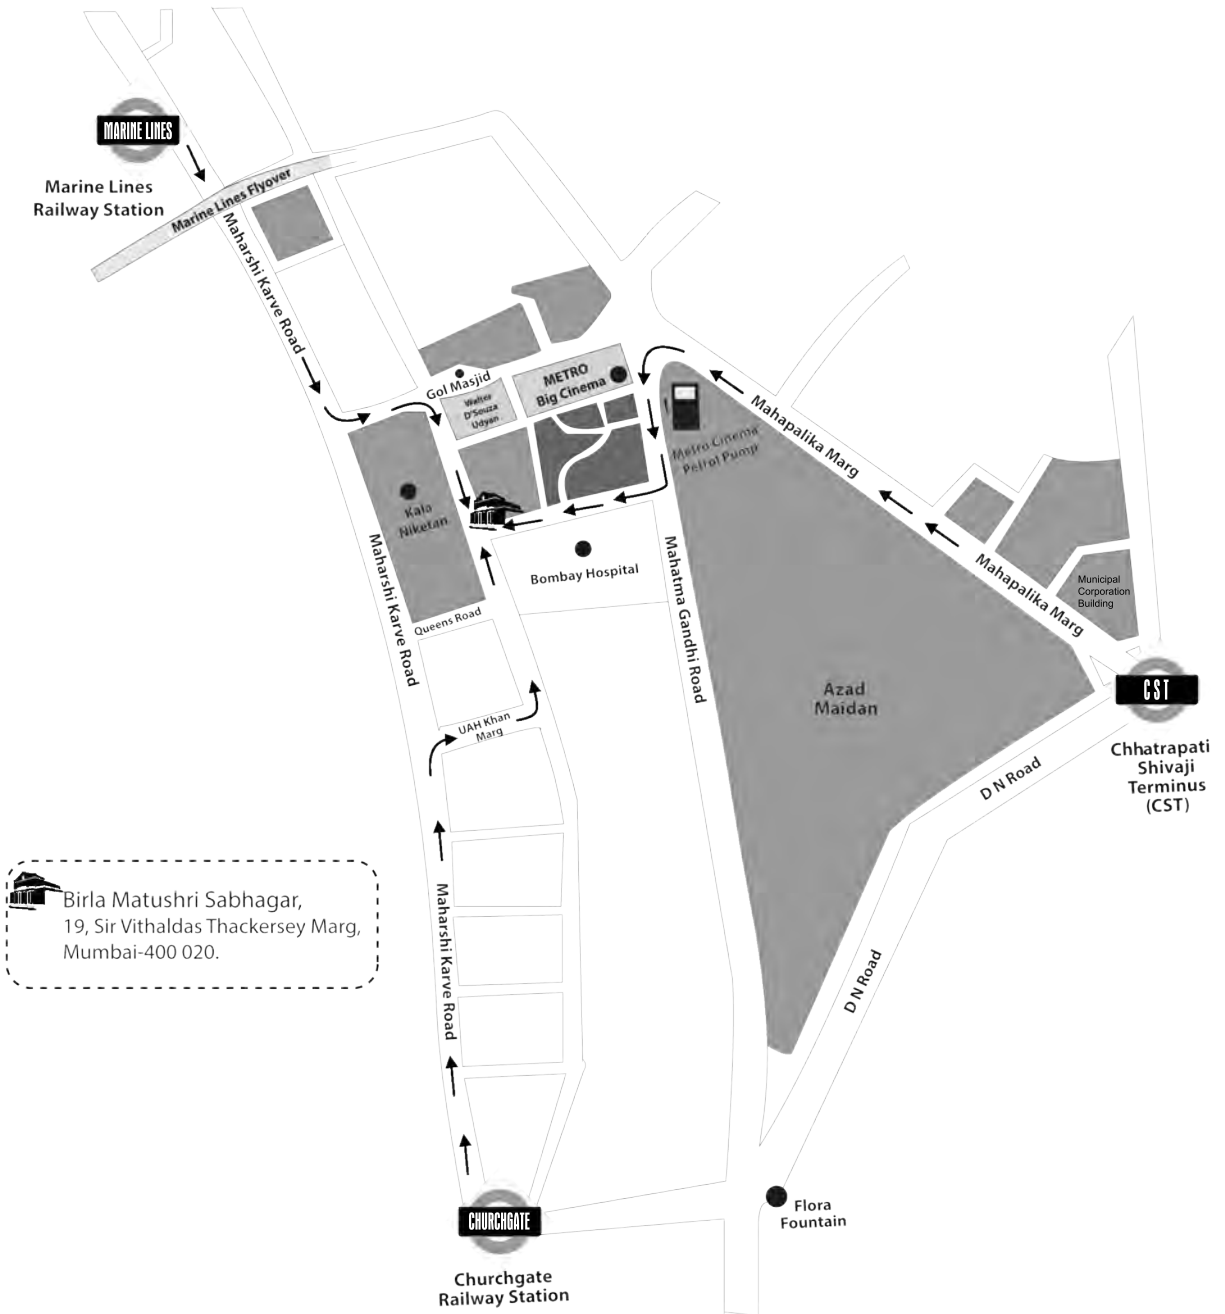 MARINE LINES
Marine Lines
Railway Station
Marine Lines Flyover
Maharshi Karve Road
Gol Masjid
METRO
Big Cinema
Walter
D'Souza
Udyan
Metro Cinema
Petrol Pump
Mahapalika Marg
Mahapalika Marg
Municipal
Corporation
Building
Kala
Niketan
Bombay Hospital
Maharshi Karve Road
Queens Road
Mahatma Gandhi Road
UAH Khan
Marg
Azad
Maidan
CST
Chhatrapati
Shivaji
Terminus
(CST)
D N Road
Birla Matushri Sabhagar,
19, Sir Vithaldas Thackersey Marg,
Mumbai-400 020.
Maharshi Karve Road
D N Road
Flora
Fountain
CHURCHGATE
Churchgate
Railway Station